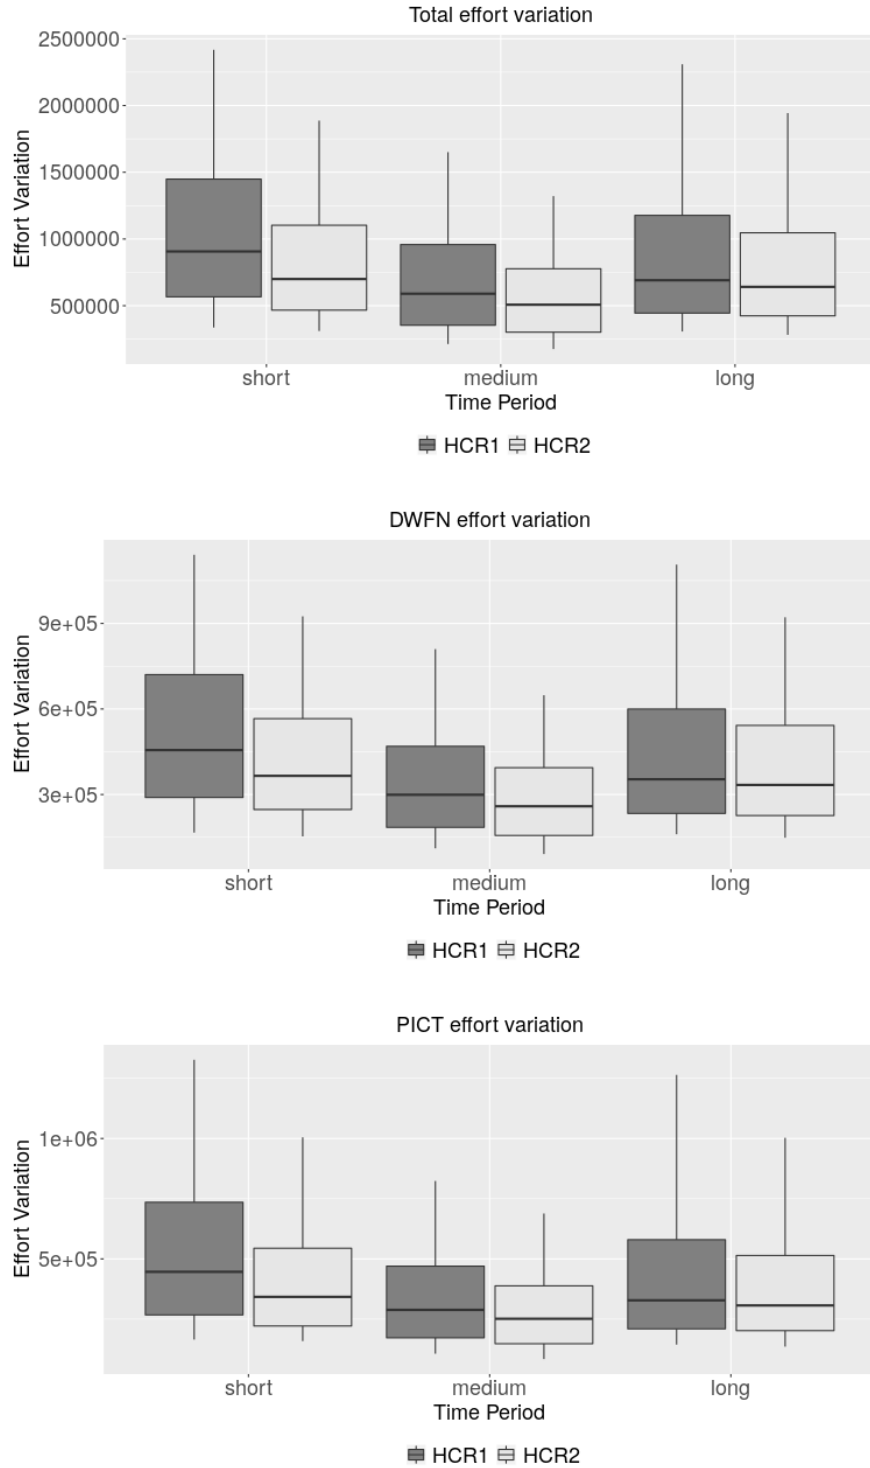 Total effort variation
2500000
2000000
1500000
1000000
500000
Effort Variation
short medium long
Time Period
HCR1 HCR2
DWFN effort variation
9e+05
6e+05
3e+05
Effort Variation
short medium long
Time Period
HCR1 HCR2
PICT effort variation
1e+06
5e+05
Effort Variation
short medium long
Time Period
HCR1 HCR2